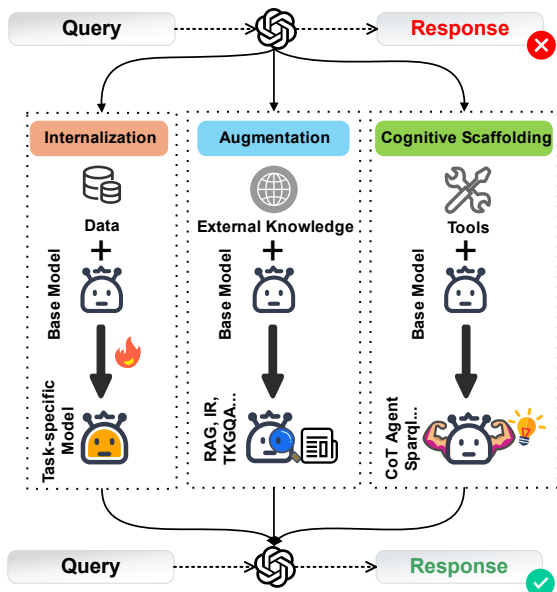 Query
Response
Internalization
Augmentation
Cognitive Scaffolding
Data
External Knowledge
Tools
+
+
+
Base Model
Base Model
Base Model
Task-specific
Model
RAG, IR,
TKGQA...
CoT Agent
Sparql...
Query
Response